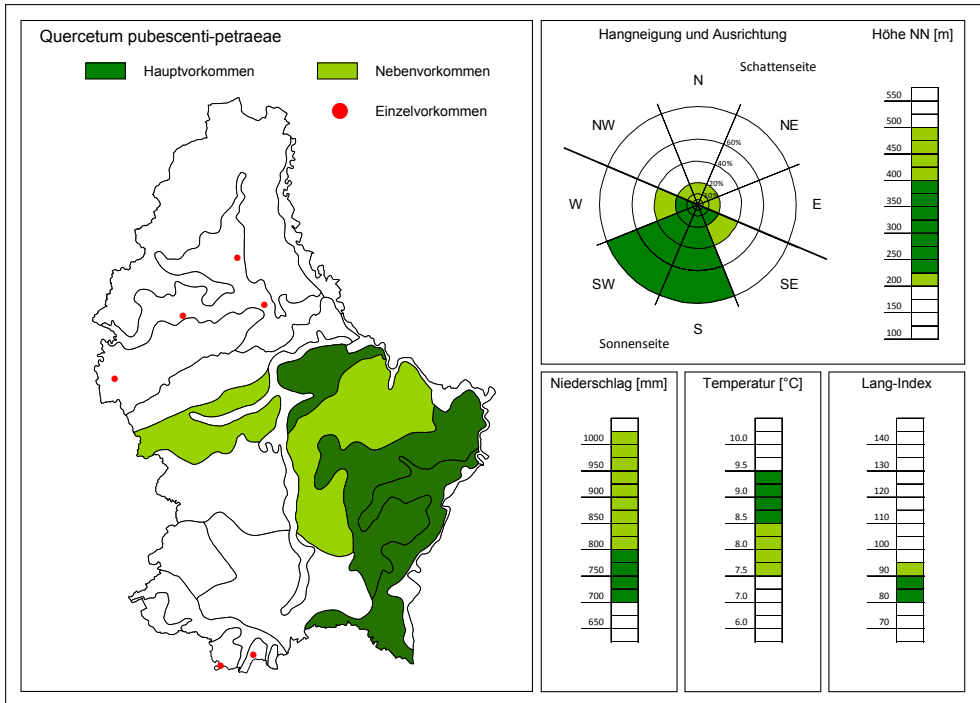 Quercetum pubescenti-petraeae
Hauptvorkommen
Nebenvorkommen
Einzelvorkommen
Hangneigung und Ausrichtung
Schattenseite
N
NW
NE
60%
40%
20%
10%
W
E
SW
SE
S
Sonnenseite
Höhe NN [m]
550
500
450
400
350
300
250
200
150
100
Niederschlag [mm]
1000
950
900
850
800
750
700
650
Temperatur [°C]
10.0
9.5
9.0
8.5
8.0
7.5
7.0
6.0
Lang-Index
140
130
120
110
100
90
80
70